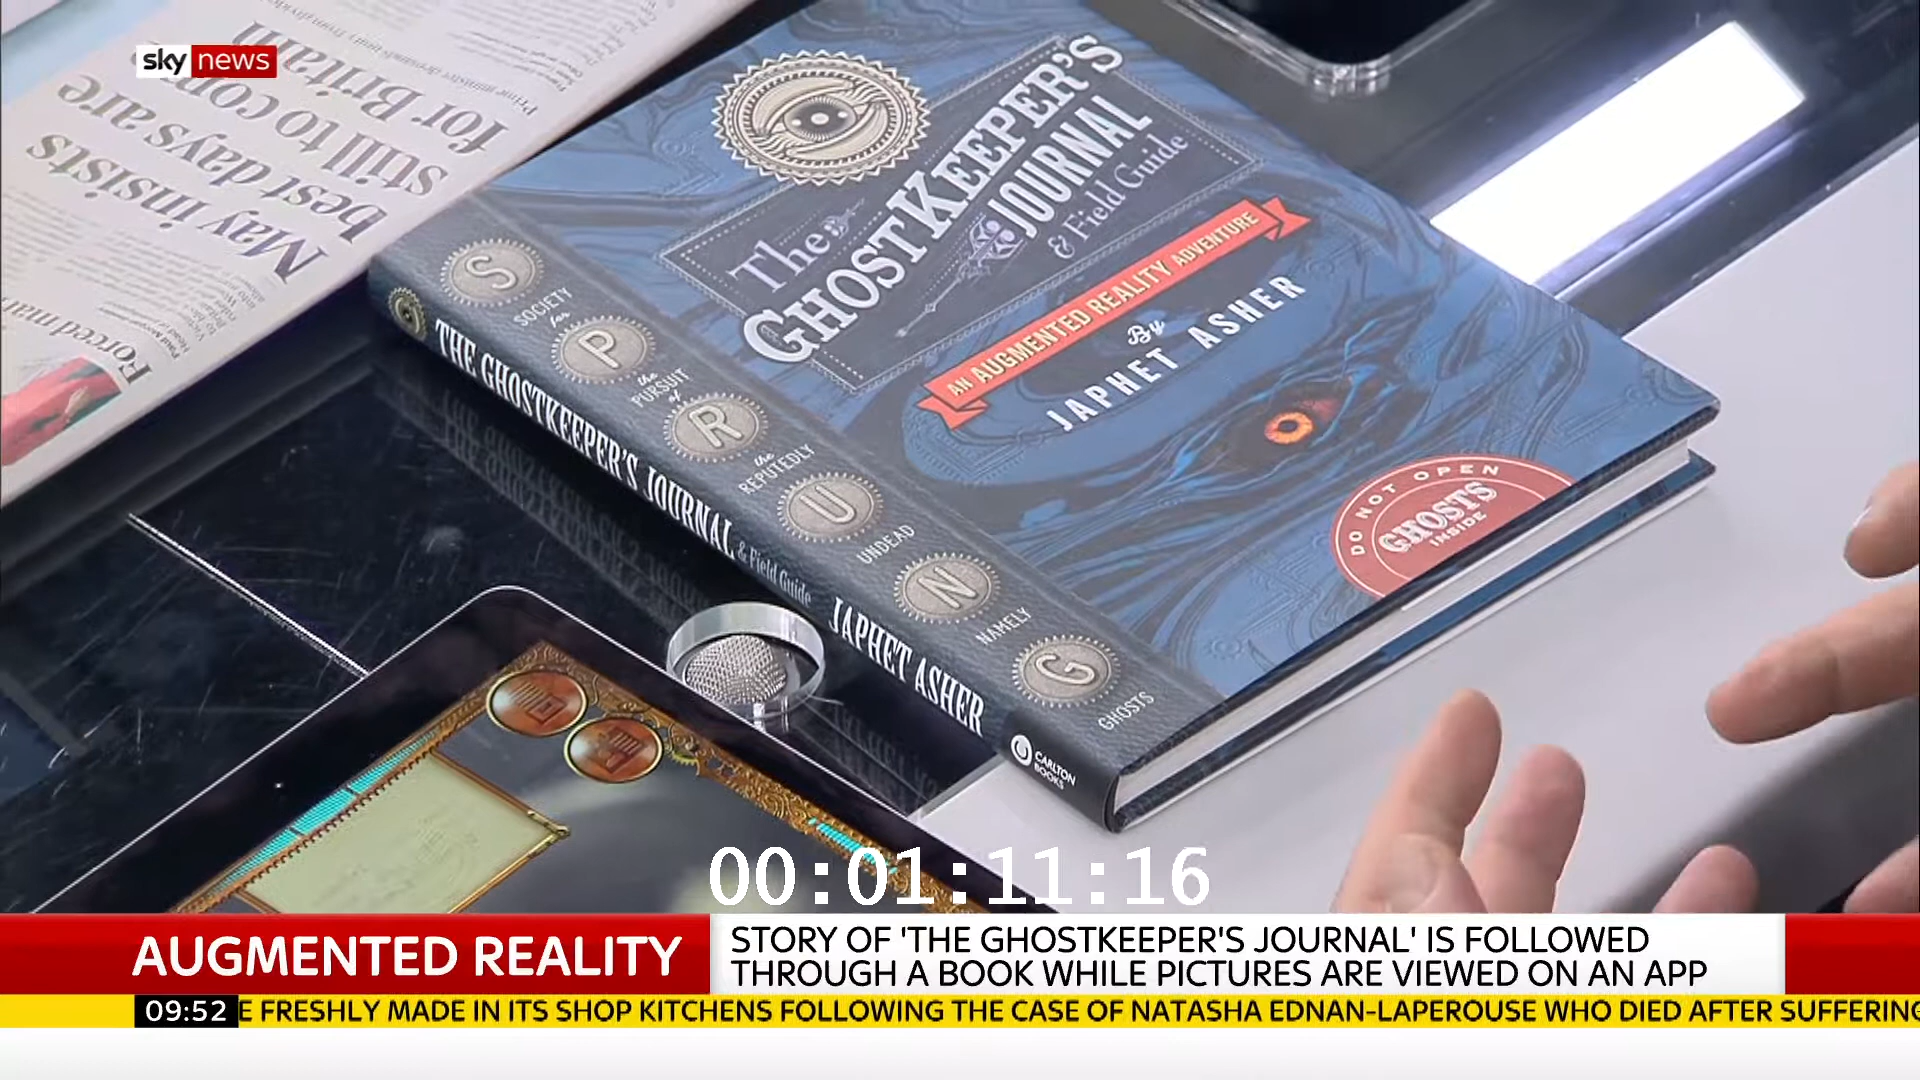 sky news
May insists
best days are
still to come
for Britain
Forced mar
The
GHOSTKEEPER'S
JOURNAL
& Field Guide
AN AUGMENTED REALITY ADVENTURE
By
JAPHET ASHER
DO NOT OPEN
GHOSTS
INSIDE
S
SOCIETY
for
P
the
PURSUIT
of
R
the
REPUTEDLY
U
UNDEAD
N
NAMELY
G
GHOSTS
THE GHOSTKEEPER'S JOURNAL & Field Guide JAPHET ASHER
CARLTON
BOOKS
00:01:11:16
AUGMENTED REALITY
STORY OF 'THE GHOSTKEEPER'S JOURNAL' IS FOLLOWED
THROUGH A BOOK WHILE PICTURES ARE VIEWED ON AN APP
09:52 E FRESHLY MADE IN ITS SHOP KITCHENS FOLLOWING THE CASE OF NATASHA EDNAN-LAPEROUSE WHO DIED AFTER SUFFERING